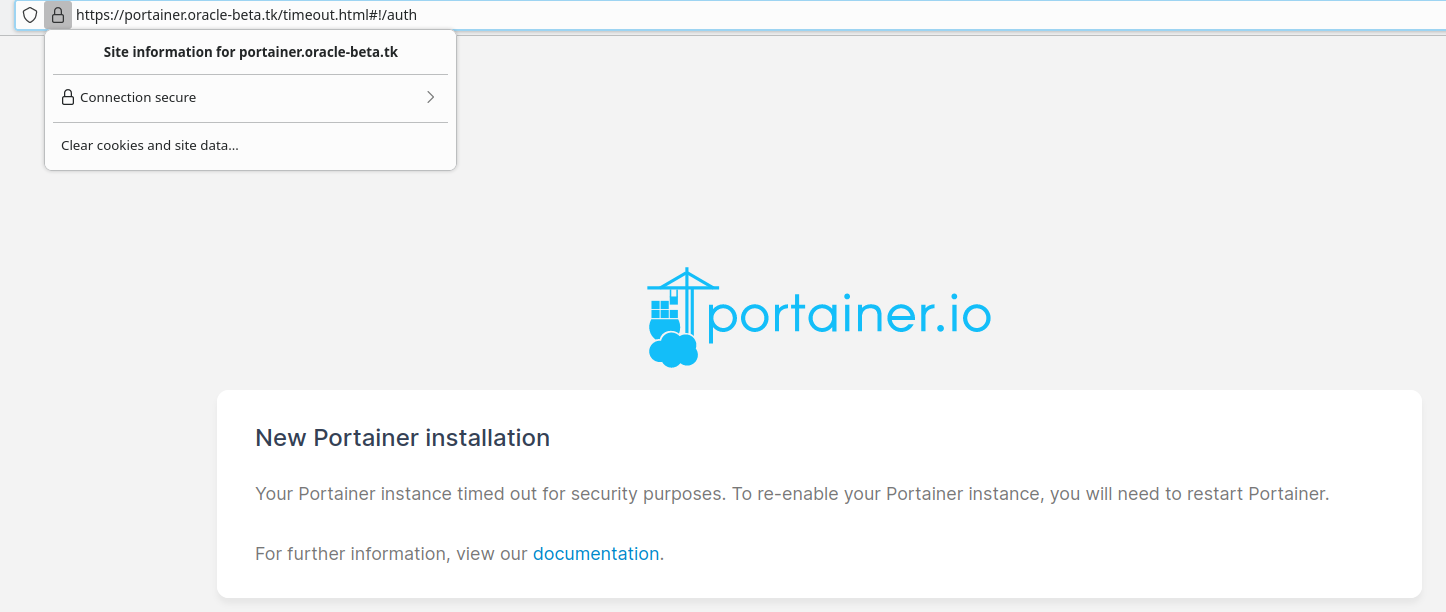 https://portainer.oracle-beta.tk/timeout.html#!/auth
Site information for portainer.oracle-beta.tk
Connection secure
Clear cookies and site data...
portainer.io
New Portainer installation
Your Portainer instance timed out for security purposes. To re-enable your Portainer instance, you will need to restart Portainer.
For further information, view our documentation.